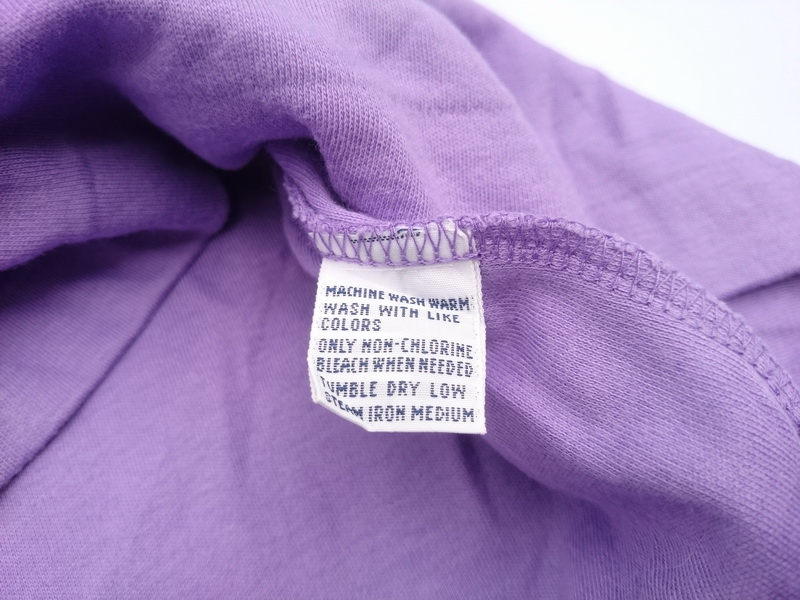 MACHINE WASH WARM
WASH WITH LIKE
COLORS
ONLY NON-CHLORINE
BLEACH WHEN NEEDED
TUMBLE DRY LOW
STEAM IRON MEDIUM